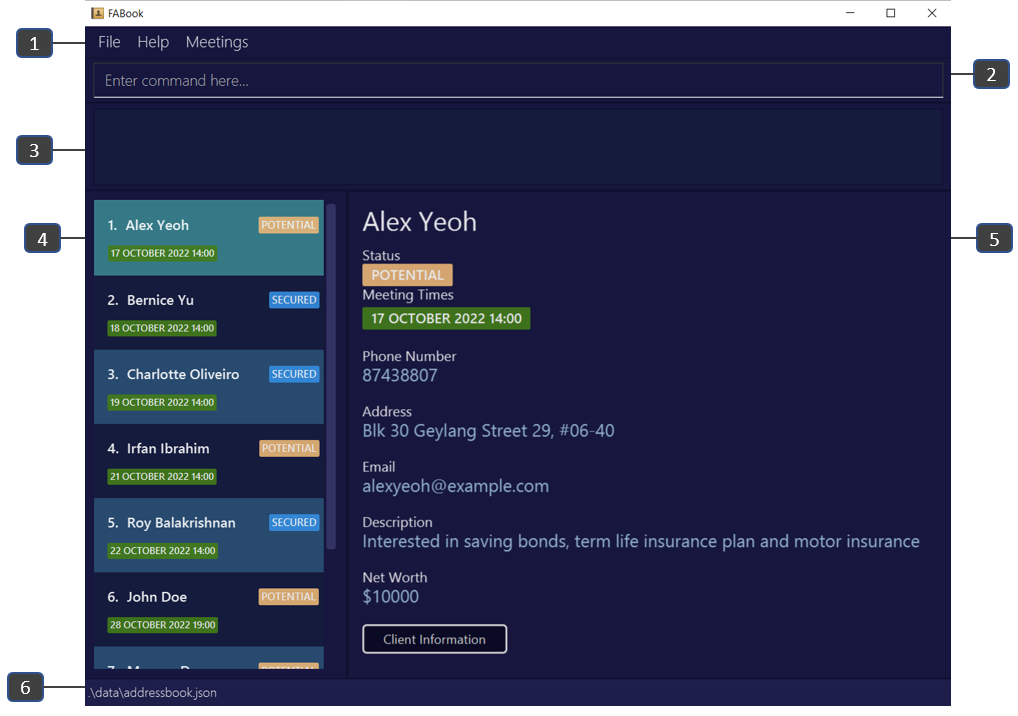 FABook
1
File Help Meetings
2
Enter command here...
3
4
1. Alex Yeoh POTENTIAL
17 OCTOBER 2022 14:00
2. Bernice Yu SECURED
18 OCTOBER 2022 14:00
3. Charlotte Oliveiro SECURED
19 OCTOBER 2022 14:00
4. Irfan Ibrahim POTENTIAL
21 OCTOBER 2022 14:00
5. Roy Balakrishnan SECURED
22 OCTOBER 2022 14:00
6. John Doe POTENTIAL
28 OCTOBER 2022 19:00
7. POTENTIAL
5
Alex Yeoh
Status
POTENTIAL
Meeting Times
17 OCTOBER 2022 14:00
Phone Number
87438807
Address
Blk 30 Geylang Street 29, #06-40
Email
alexyeoh@example.com
Description
Interested in saving bonds, term life insurance plan and motor insurance
Net Worth
$10000
Client Information
6
.\data\addressbook.json